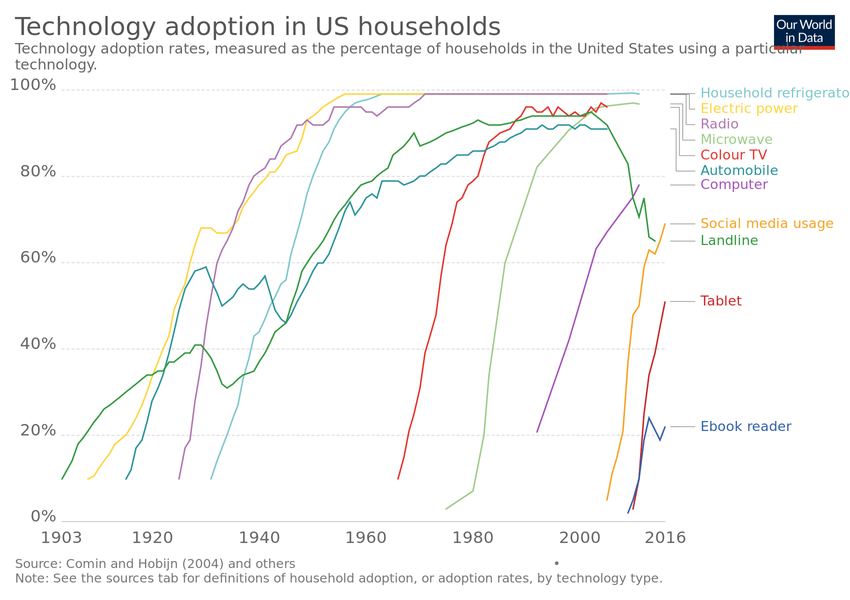 Technology adoption in US households
Our World
in Data
Technology adoption rates, measured as the percentage of households in the United States using a particular
technology.
100%
80%
60%
40%
20%
0%
Household refrigerato
Electric power
Radio
Microwave
Colour TV
Automobile
Computer
Social media usage
Landline
Tablet
Ebook reader
1903 1920 1940 1960 1980 2000 2016
Source: Comin and Hobijn (2004) and others •
Note: See the sources tab for definitions of household adoption, or adoption rates, by technology type.